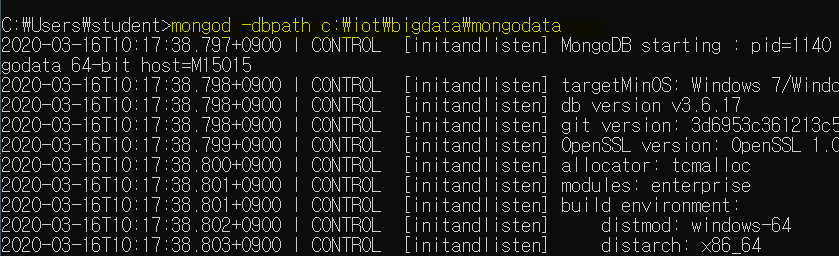 C:₩Users₩student>mongod -dbpath c:₩iot₩bigdata₩mongodata
2020-03-16T10:17:38.797+0900 I CONTROL  [initandlisten] MongoDB starting : pid=1140
godata 64-bit host=M15015
2020-03-16T10:17:38.798+0900 I CONTROL  [initandlisten] targetMinOS: Windows 7/Windo
2020-03-16T10:17:38.798+0900 I CONTROL  [initandlisten] db version v3.6.17
2020-03-16T10:17:38.798+0900 I CONTROL  [initandlisten] git version: 3d6953c361213c5
2020-03-16T10:17:38.799+0900 I CONTROL  [initandlisten] OpenSSL version: OpenSSL 1.0
2020-03-16T10:17:38.800+0900 I CONTROL  [initandlisten] allocator: tcmalloc
2020-03-16T10:17:38.801+0900 I CONTROL  [initandlisten] modules: enterprise
2020-03-16T10:17:38.801+0900 I CONTROL  [initandlisten] build environment:
2020-03-16T10:17:38.802+0900 I CONTROL  [initandlisten]     distmod: windows-64
2020-03-16T10:17:38.803+0900 I CONTROL  [initandlisten]     distarch: x86_64